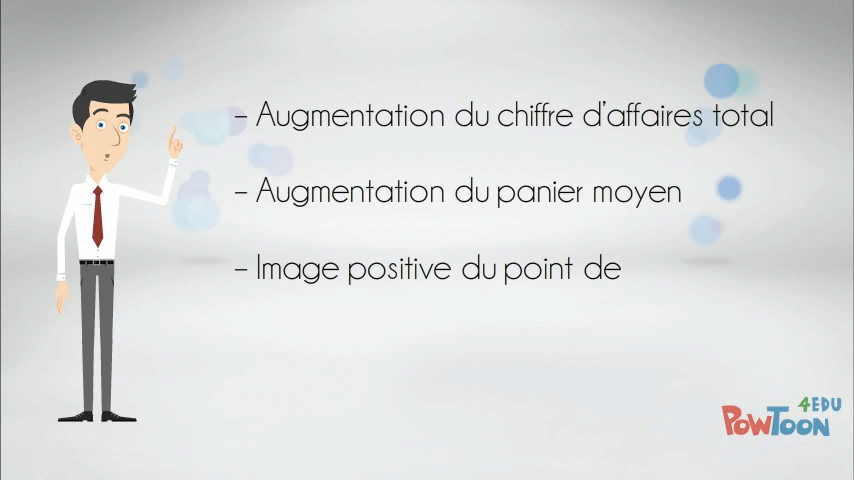 – Augmentation du chiffre d'affaires total
– Augmentation du panier moyen
– Image positive du point de
4EDU
POWTOON